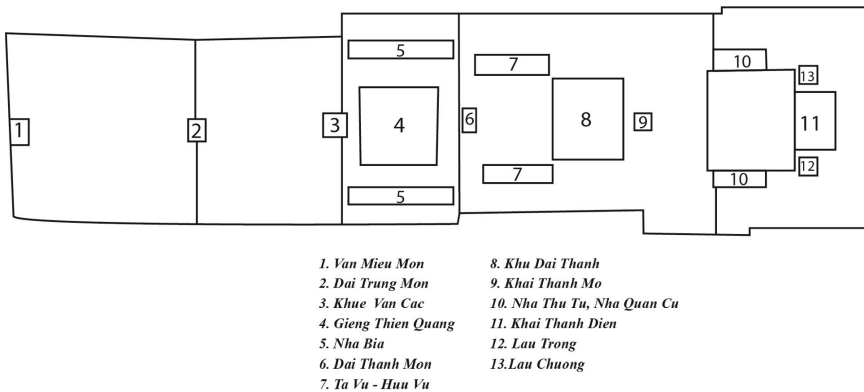 5
7
10
13
1
2
3
4
6
8
9
11
12
5
7
10
1. Van Mieu Mon
2. Dai Trung Mon
3. Khue Van Cac
4. Gieng Thien Quang
5. Nha Bia
6. Dai Thanh Mon
7. Ta Vu - Huu Vu
8. Khu Dai Thanh
9. Khai Thanh Mo
10. Nha Thu Tu, Nha Quan Cu
11. Khai Thanh Dien
12. Lau Trong
13.Lau Chuong